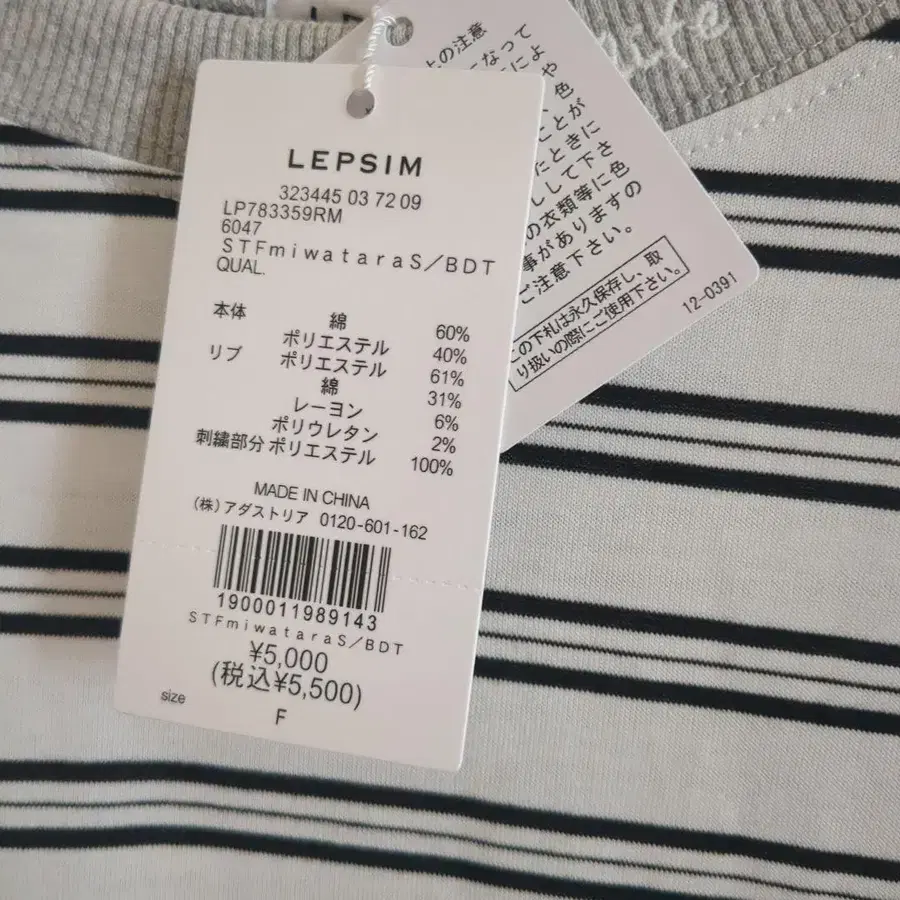 LEPSIM
323445 03 72 09
LP783359RM
6047
STFmiwataraS/BDT
QUAL.
本体 綿 60%
ポリエステル 40%
リブ ポリエステル 61%
綿 31%
レーヨン 6%
ポリウレタン 2%
刺繍部分 ポリエステル 100%
MADE IN CHINA
(株)アダストリア 0120-601-162
1900011989143
STFmiwataraS/BDT
¥5,000
(税込¥5,500)
size
F
上の注意
なって
によ
や
、色
ことが
たときに
して下さ
の衣類等に色
事がありますの
ご注意下さい。
この下札は永久保存し、取
り扱いの際にご使用下さい。
12-0391